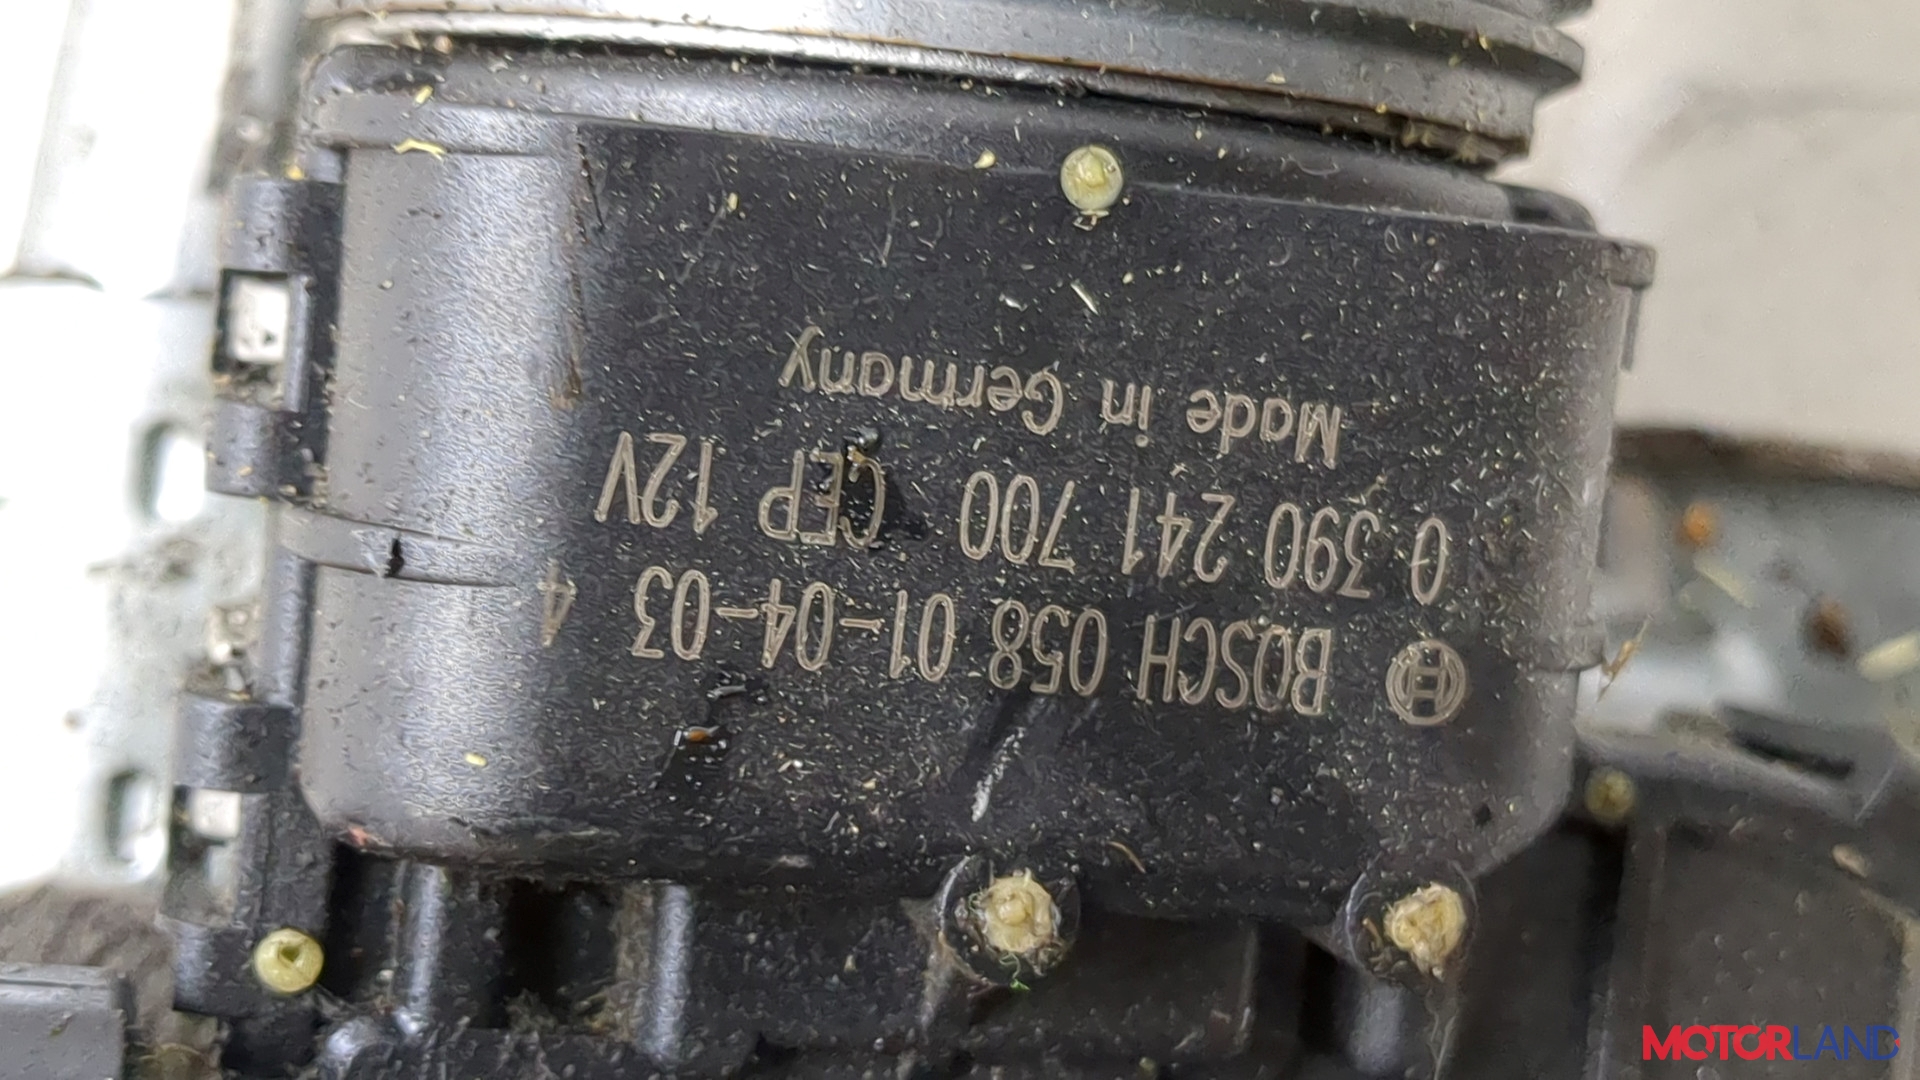 BOSCH 058 01-04-03 4
0 390 241 700 CEP 12V
Made in Germany
MOTORLAND